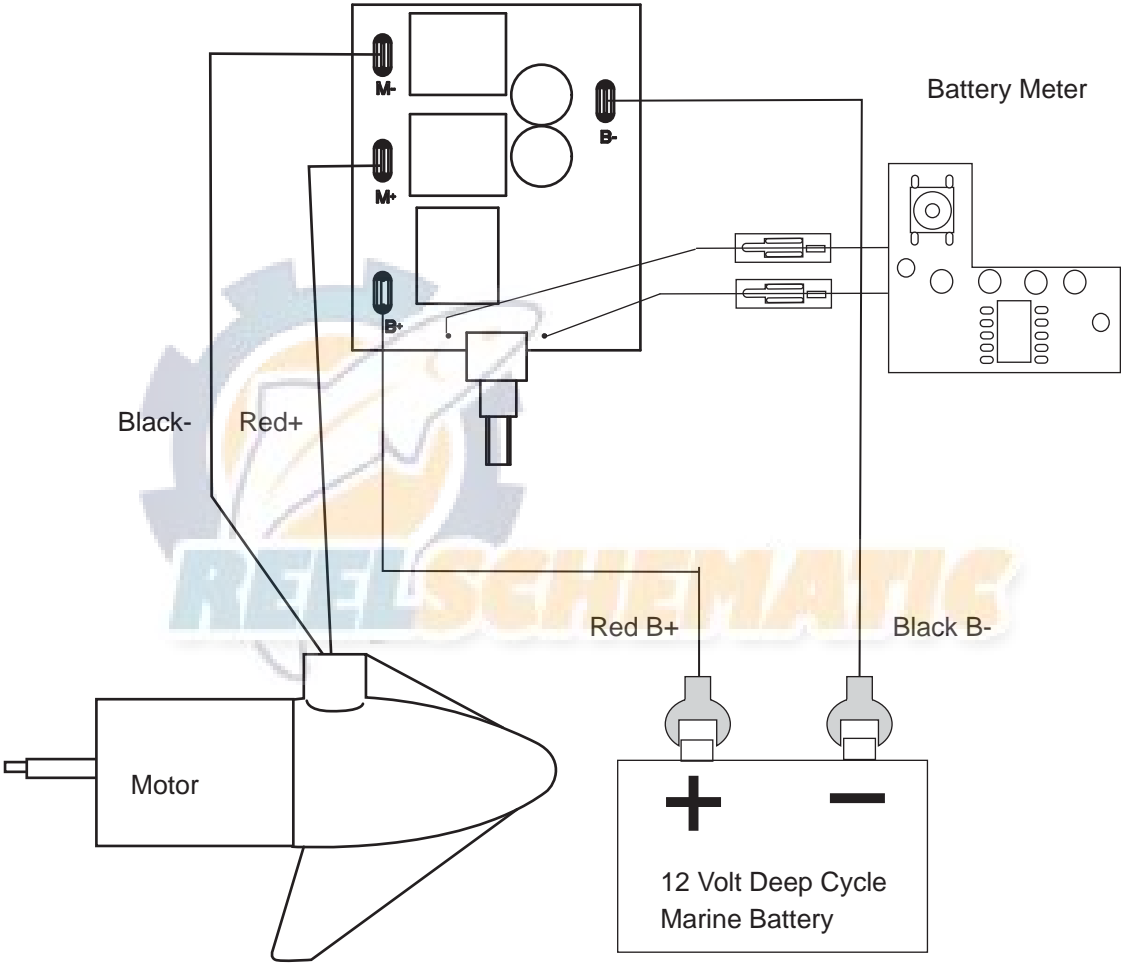 M-
B-
Battery Meter
M+
B+
Black-
Red+
REELSCHEMATIC
Red B+
Black B-
Motor
+
-
12 Volt Deep Cycle
Marine Battery